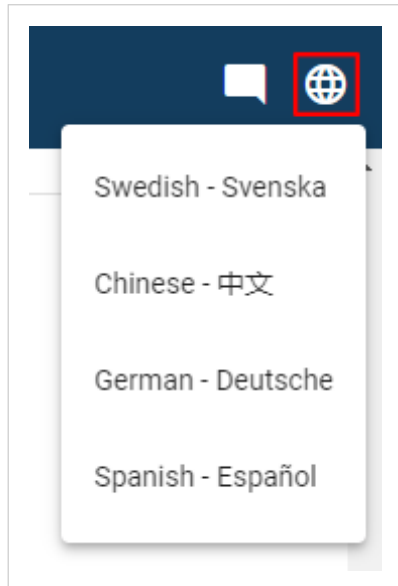 Swedish - Svenska
Chinese - 中文
German - Deutsche
Spanish - Español